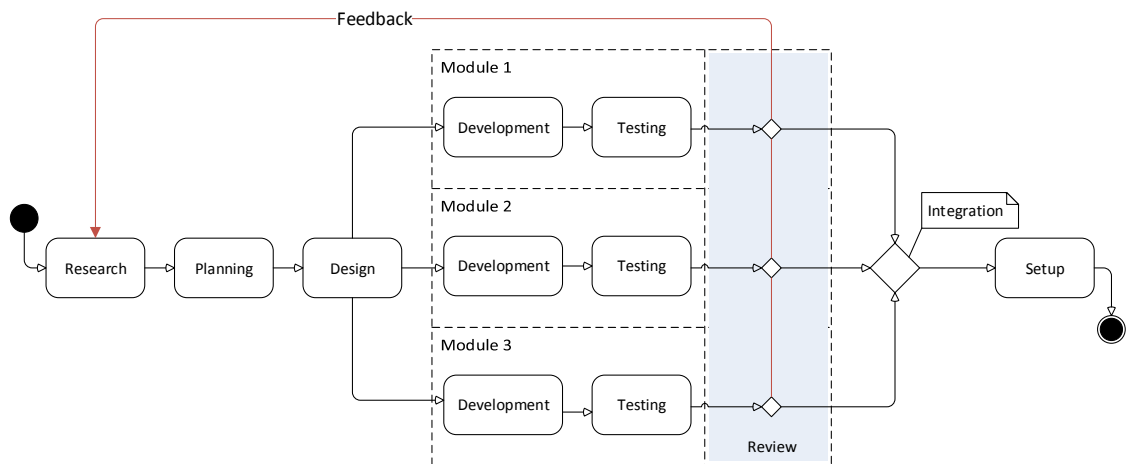 Feedback
Module 1
Development
Testing
Module 2
Integration
Research
Planning
Design
Development
Testing
Setup
Module 3
Development
Testing
Review